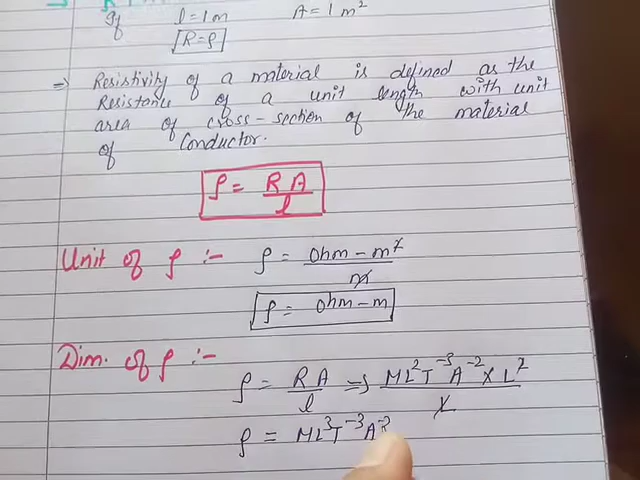 If l = 1m A = 1 m²
R = ρ
⇒ Resistivity of a material is defined as the
Resistance of a unit length with unit
area of cross-section of the material
of Conductor.
ρ = RA/l
Unit of ρ :- ρ = Ohm-m²/m
ρ = Ohm-m
Dim. of ρ :-
ρ = RA/l ⇒ ML²T⁻³A⁻² × L²/L
ρ = ML³T⁻³A⁻²